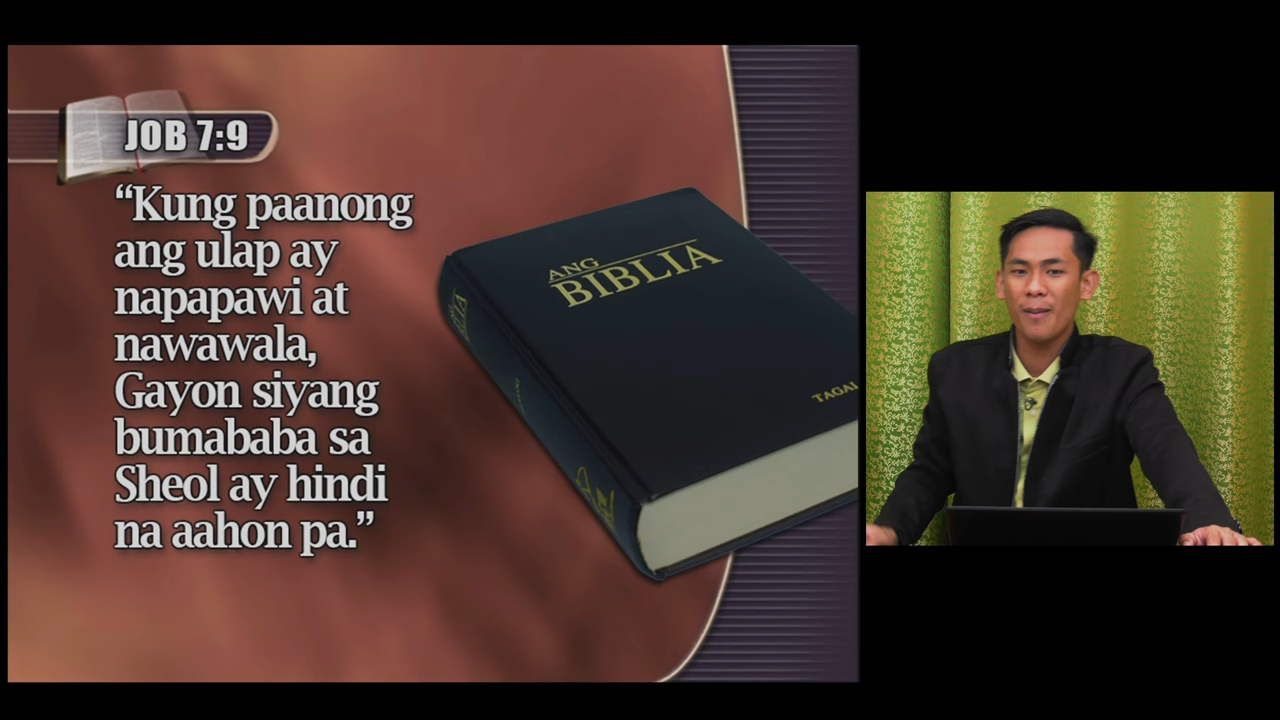 JOB 7:9
“Kung paanong
ang ulap ay
napapawi at
nawawala,
Gayon siyang
bumababa sa
Sheol ay hindi
na aahon pa.”
ANG
BIBLIA
TAGAL